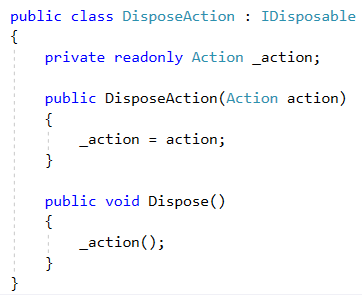 public class DisposeAction : IDisposable
{
    private readonly Action _action;

    public DisposeAction(Action action)
    {
        _action = action;
    }

    public void Dispose()
    {
        _action();
    }
}